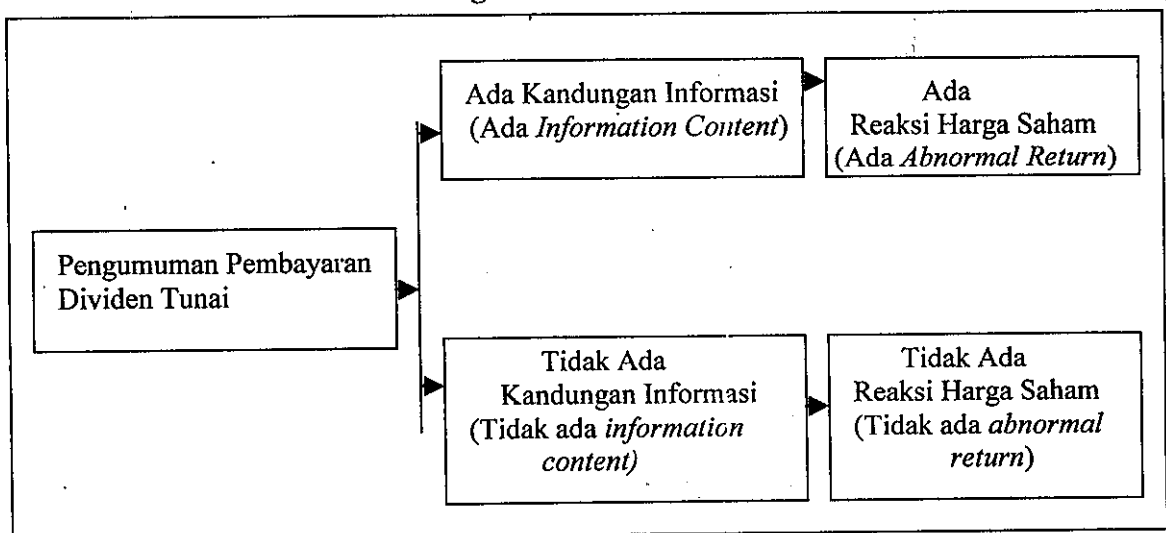 Ada Kandungan Informasi
(Ada Information Content)
Ada
Reaksi Harga Saham
(Ada Abnormal Return)
Pengumuman Pembayaran
Dividen Tunai
Tidak Ada
Kandungan Informasi
(Tidak ada information
content)
Tidak Ada
Reaksi Harga Saham
(Tidak ada abnormal
return)